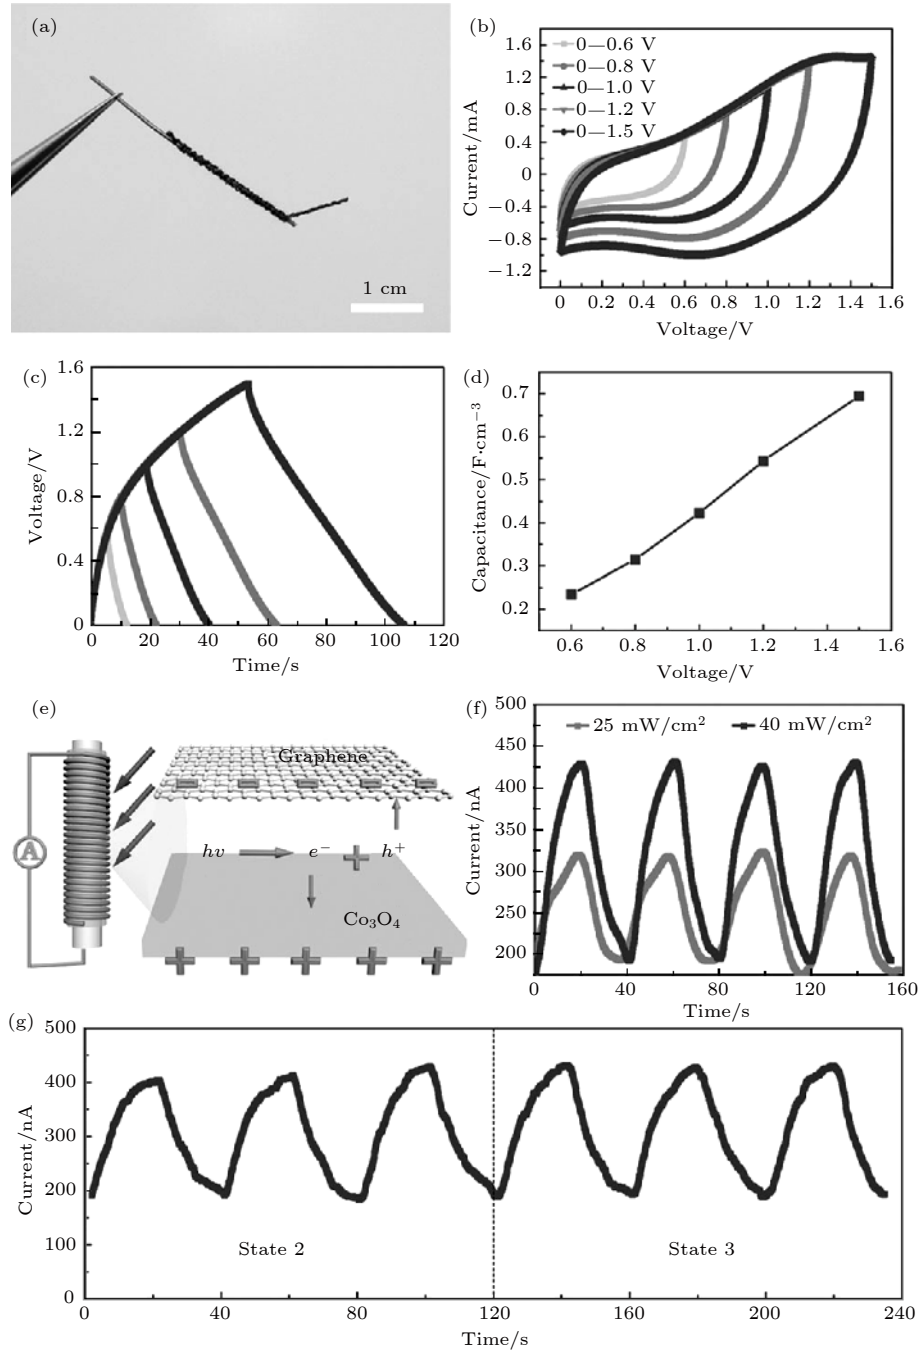 (a)
1 cm
(b)
1.6
1.2
0.8
0.4
0
−0.4
−0.8
−1.2
Current/mA
0—0.6 V
0—0.8 V
0—1.0 V
0—1.2 V
0—1.5 V
0 0.2 0.4 0.6 0.8 1.0 1.2 1.4 1.6
Voltage/V
(c)
1.6
1.2
0.8
0.4
0
Voltage/V
0 20 40 60 80 100 120
Time/s
(d)
0.7
0.6
0.5
0.4
0.3
0.2
Capacitance/F·cm⁻³
0.6 0.8 1.0 1.2 1.4 1.6
Voltage/V
(e)
A
Graphene
hv
e⁻
h⁺
Co₃O₄
(f)
500
450
400
350
300
250
200
Current/nA
25 mW/cm²
40 mW/cm²
0 40 80 120 160
Time/s
(g)
500
400
300
200
100
0
Current/nA
State 2
State 3
0 40 80 120 160 200 240
Time/s